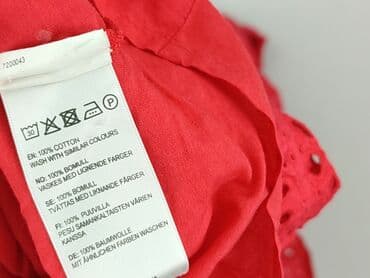 7200043
30
P
EN: 100% COTTON
WASH WITH SIMILAR COLOURS
NO: 100% BOMULL
VASKES MED LIGNENDE FARGER
SE: 100% BOMULL
TVÄTTAS MED LIKNANDE FÄRGER
FI: 100% PUUVILLA
PESU SAMANKALTAISTEN VÄRIEN
KANSSA
DE: 100% BAUMWOLLE
MIT ÄHNLICHEN FARBEN WASCHEN